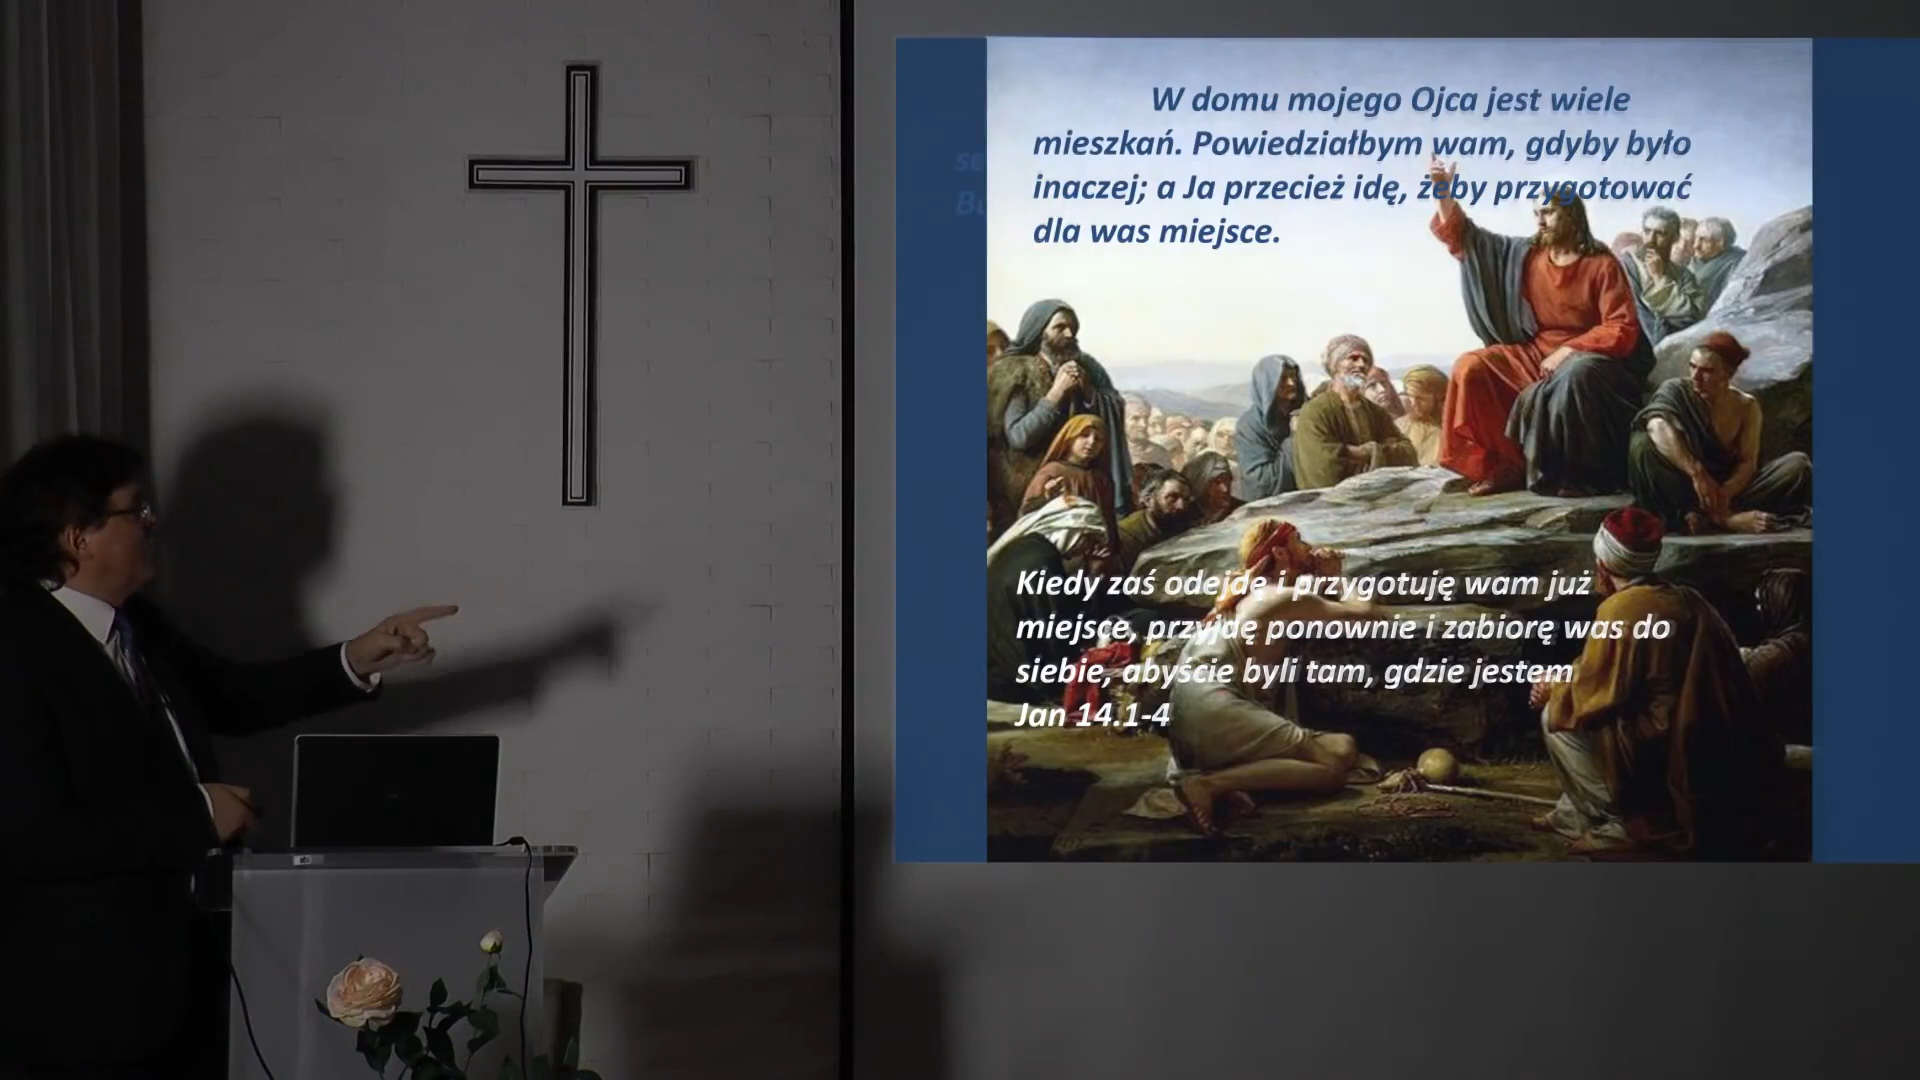 W domu mojego Ojca jest wiele
mieszkań. Powiedziałbym wam, gdyby było
inaczej; a Ja przecież idę, żeby przygotować
dla was miejsce.
Kiedy zaś odejdę i przygotuję wam już
miejsce, przyjdę ponownie i zabiorę was do
siebie, abyście byli tam, gdzie jestem
Jan 14.1-4